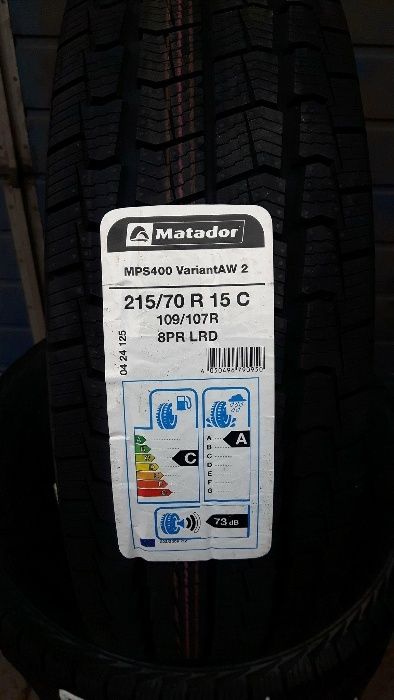 Matador
MPS400 VariantAW 2
215/70 R 15 C
109/107R
8PR LRD
04 24 125
A
B
C
D
E
F
G
C
A
73 dB